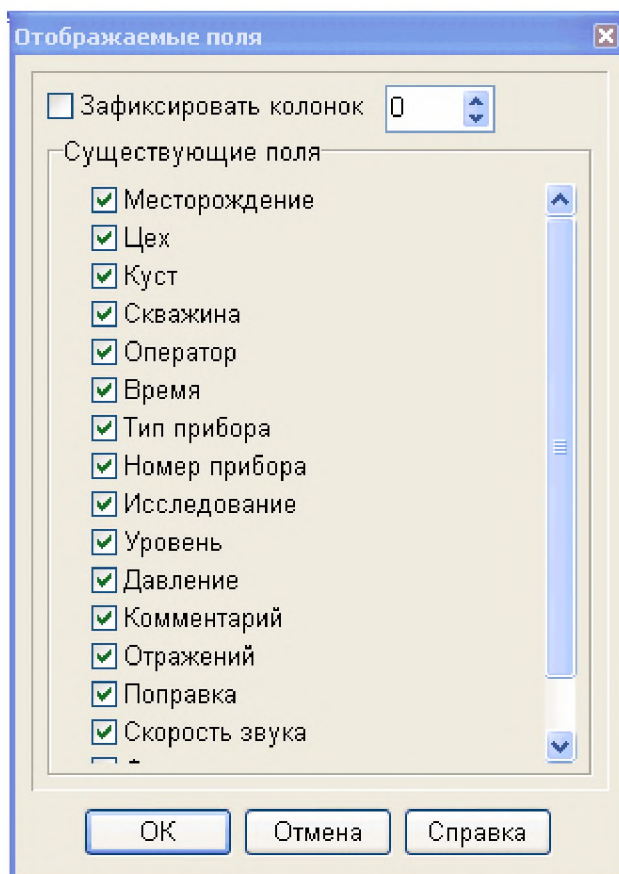 Отображаемые поля
Зафиксировать колонок 0
Существующие поля
Месторождение
Цех
Куст
Скважина
Оператор
Время
Тип прибора
Номер прибора
Исследование
Уровень
Давление
Комментарий
Отражений
Поправка
Скорость звука
ОК Отмена Справка